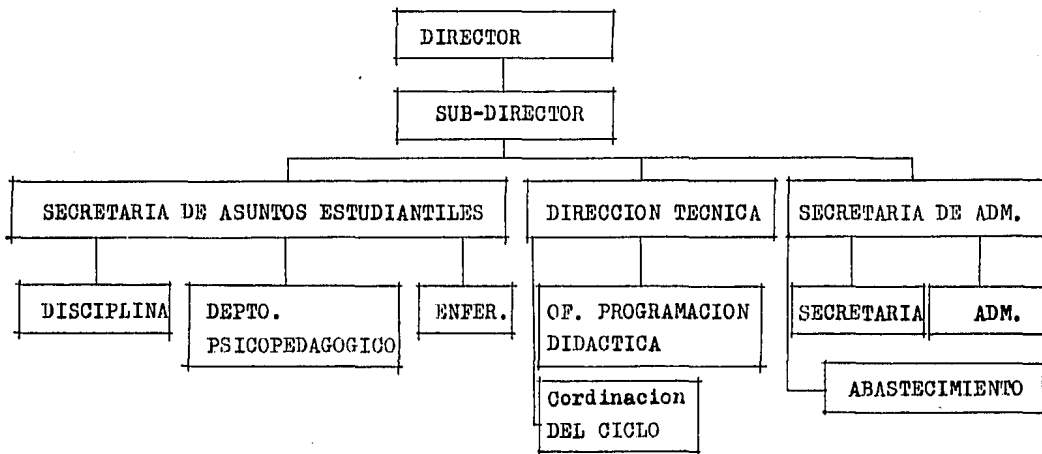 DIRECTOR
SUB-DIRECTOR
SECRETARIA DE ASUNTOS ESTUDIANTILES
DIRECCION TECNICA
SECRETARIA DE ADM.
DISCIPLINA
DEPTO.
PSICOPEDAGOGICO
ENFER.
OF. PROGRAMACION
DIDACTICA
SECRETARIA
ADM.
Cordinacion
DEL CICLO
ABASTECIMIENTO